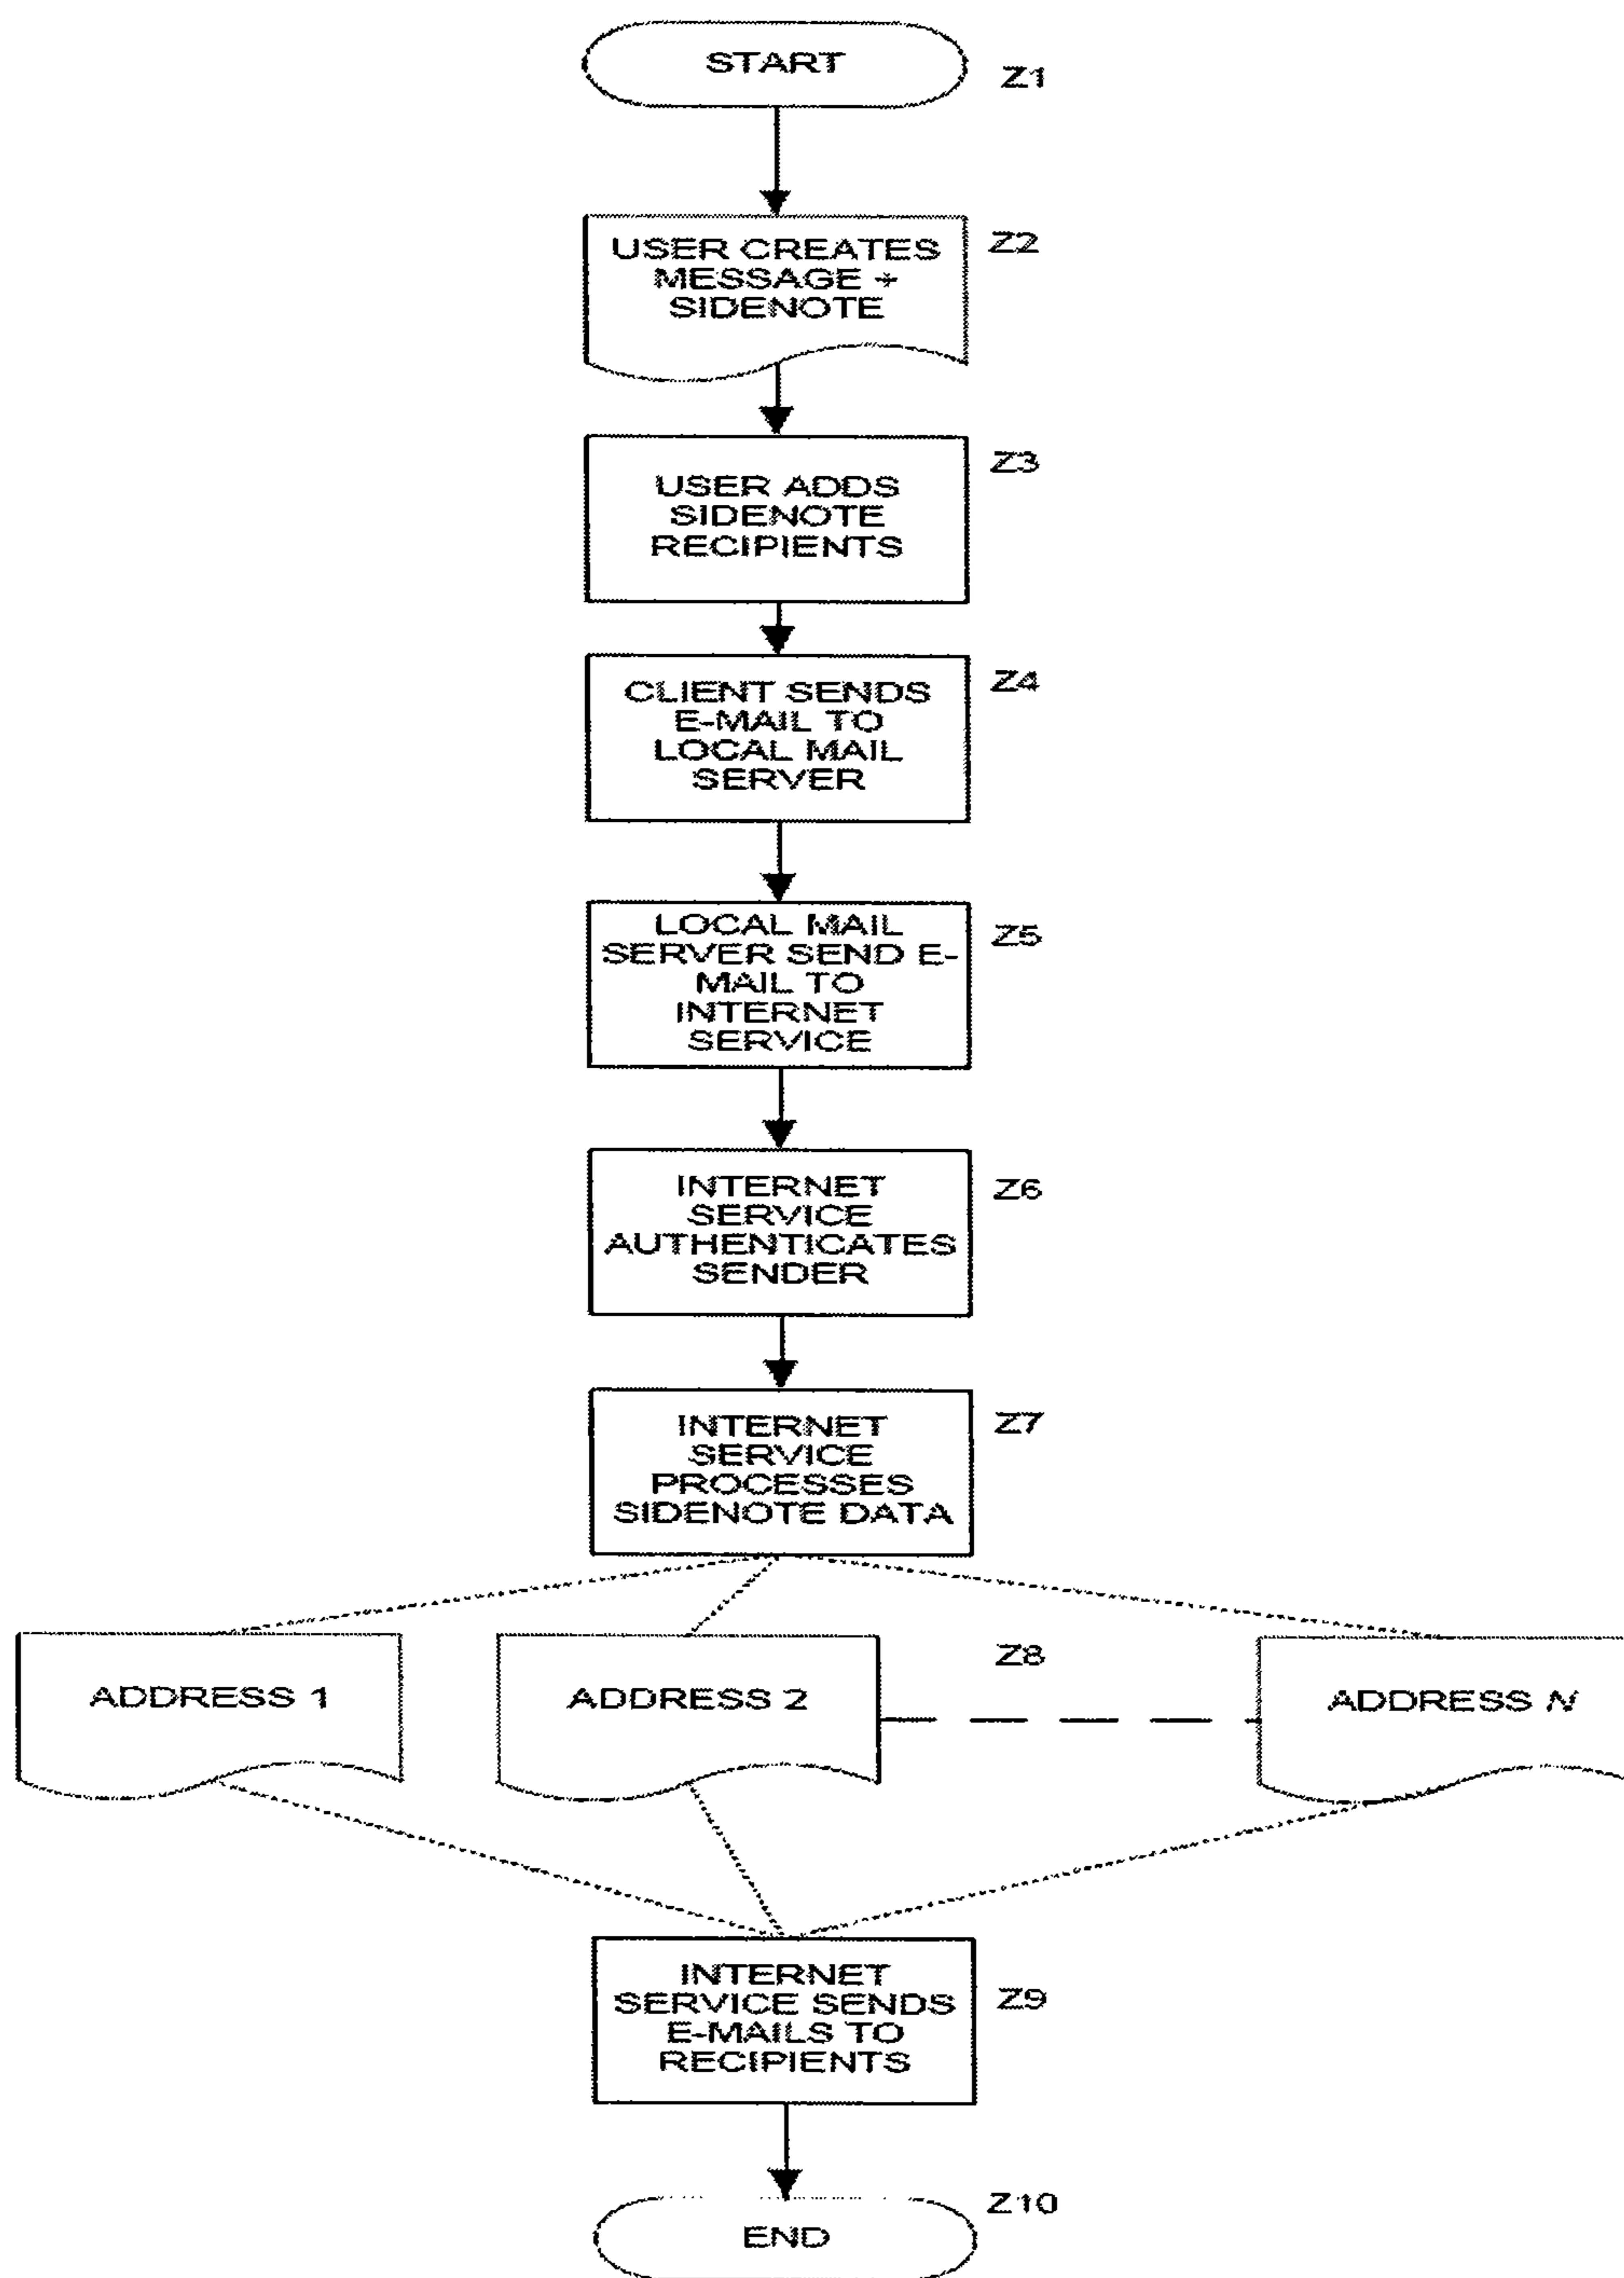 START
Z1
USER CREATES
MESSAGE +
SIDENOTE
Z2
USER ADDS
SIDENOTE
RECIPIENTS
Z3
CLIENT SENDS
E-MAIL TO
LOCAL MAIL
SERVER
Z4
LOCAL MAIL
SERVER SEND E-
MAIL TO
INTERNET
SERVICE
Z5
INTERNET
SERVICE
AUTHENTICATES
SENDER
Z6
INTERNET
SERVICE
PROCESSES
SIDENOTE DATA
Z7
ADDRESS 1
ADDRESS 2
Z8
ADDRESS N
INTERNET
SERVICE SENDS
E-MAILS TO
RECIPIENTS
Z9
END
Z10